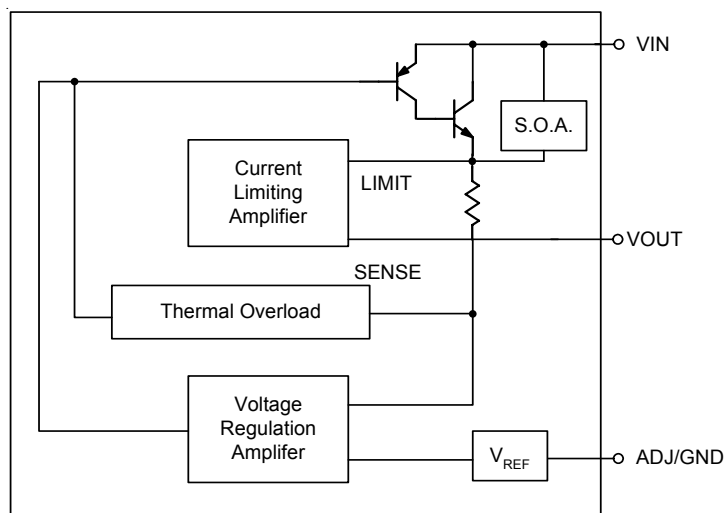 VIN
S.O.A.
Current
Limiting
Amplifier
LIMIT
VOUT
SENSE
Thermal Overload
Voltage
Regulation
Amplifer
VREF
ADJ/GND